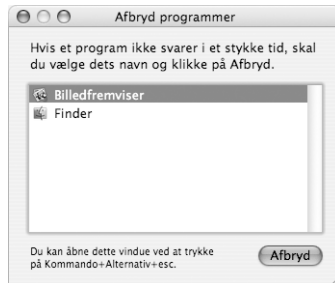 Afbryd programmer
Hvis et program ikke svarer i et stykke tid, skal
du vælge dets navn og klikke på Afbryd.
Billedfremviser
Finder
Du kan åbne dette vindue ved at trykke
på Kommando+Alternativ+esc.
Afbryd